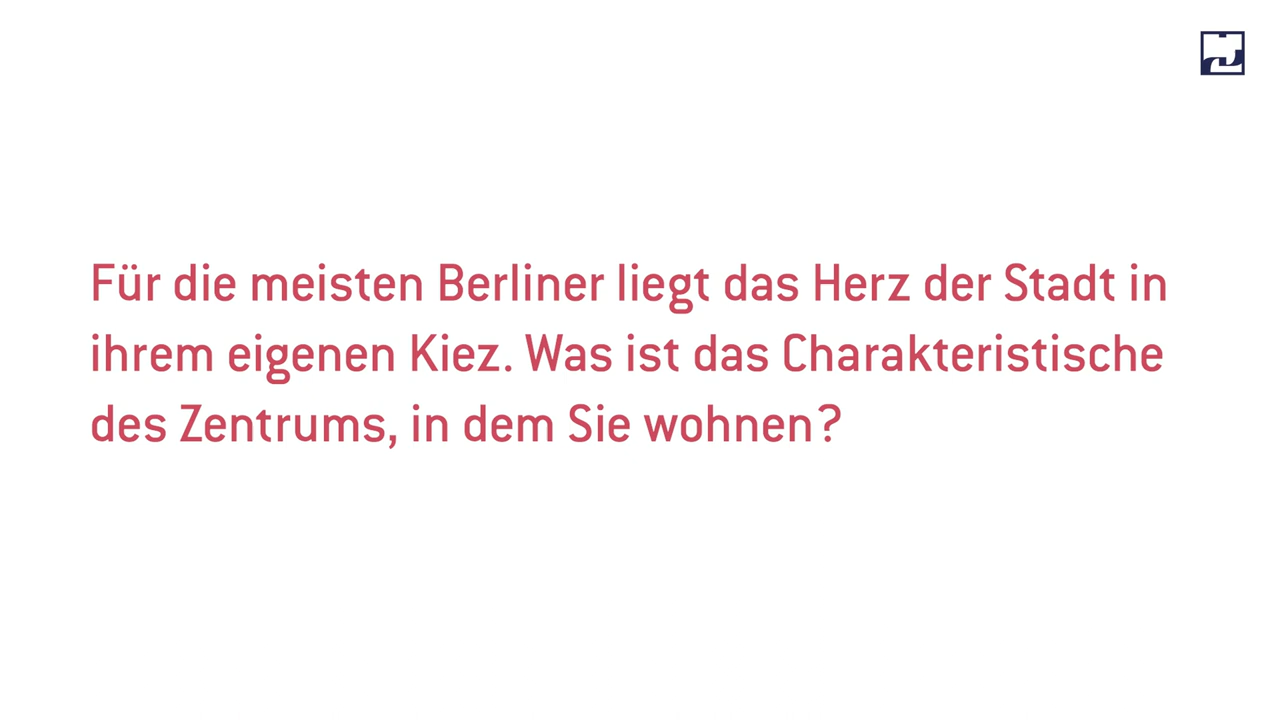 Für die meisten Berliner liegt das Herz der Stadt in
ihrem eigenen Kiez. Was ist das Charakteristische
des Zentrums, in dem Sie wohnen?